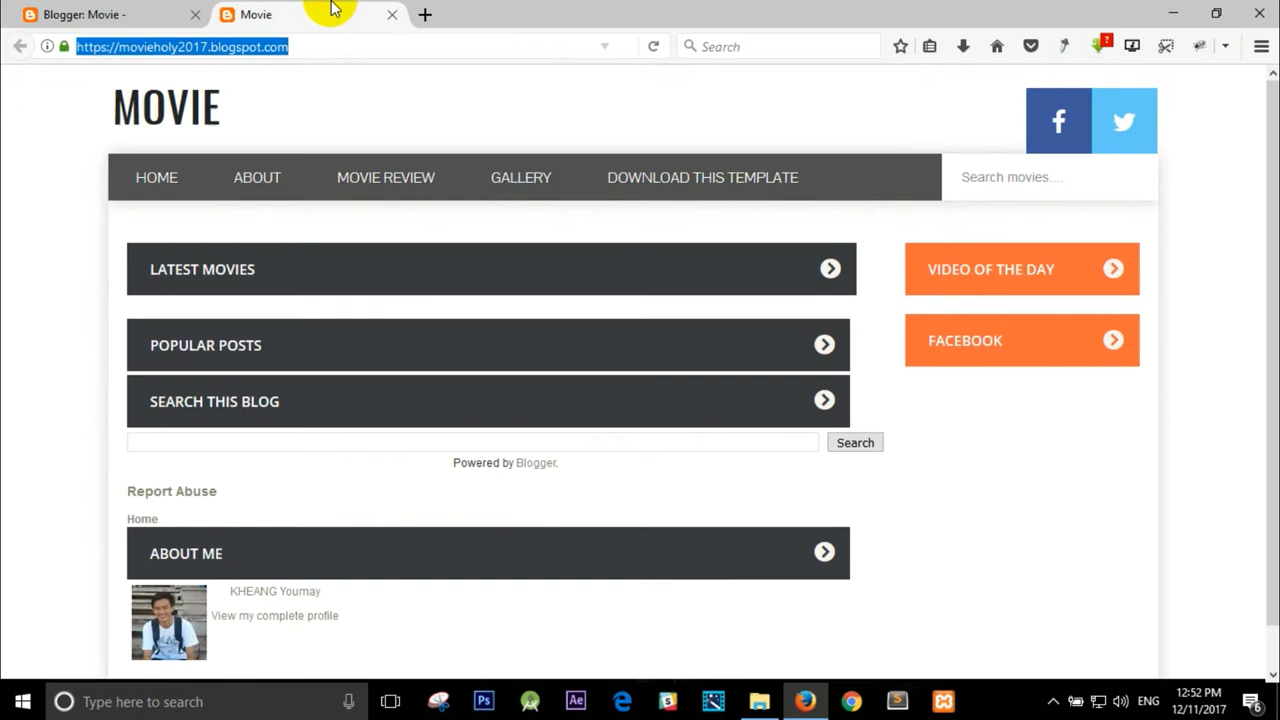 Blogger: Movie -
Movie
https://movieholy2017.blogspot.com
Search
?
MOVIE
HOME
ABOUT
MOVIE REVIEW
GALLERY
DOWNLOAD THIS TEMPLATE
Search movies....
LATEST MOVIES
VIDEO OF THE DAY
POPULAR POSTS
FACEBOOK
SEARCH THIS BLOG
Search
Powered by Blogger.
Report Abuse
Home
ABOUT ME
KHEANG Youmay
View my complete profile
Type here to search
Ps
Ae
S
ENG
12:52 PM
12/11/2017
6